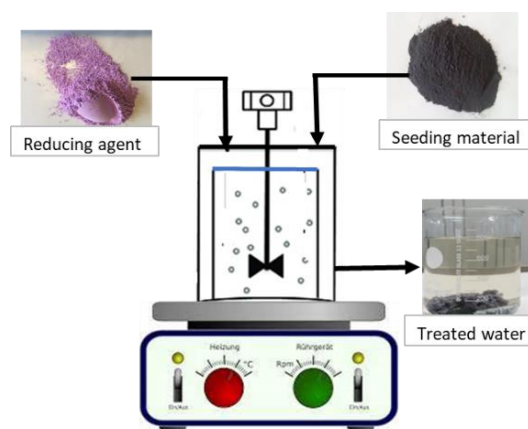 Reducing agent
Seeding material
Treated water
Heizung
°C
Rührgerät
Rpm
Ein/Aus
Ein/Aus